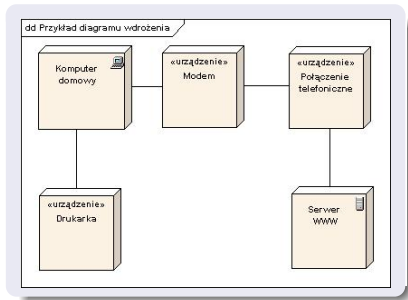 dd Przykład diagramu wdrożenia
Komputer
domowy
«urządzenie»
Modem
«urządzenie»
Połączenie
telefoniczne
«urządzenie»
Drukarka
Serwer
WWW